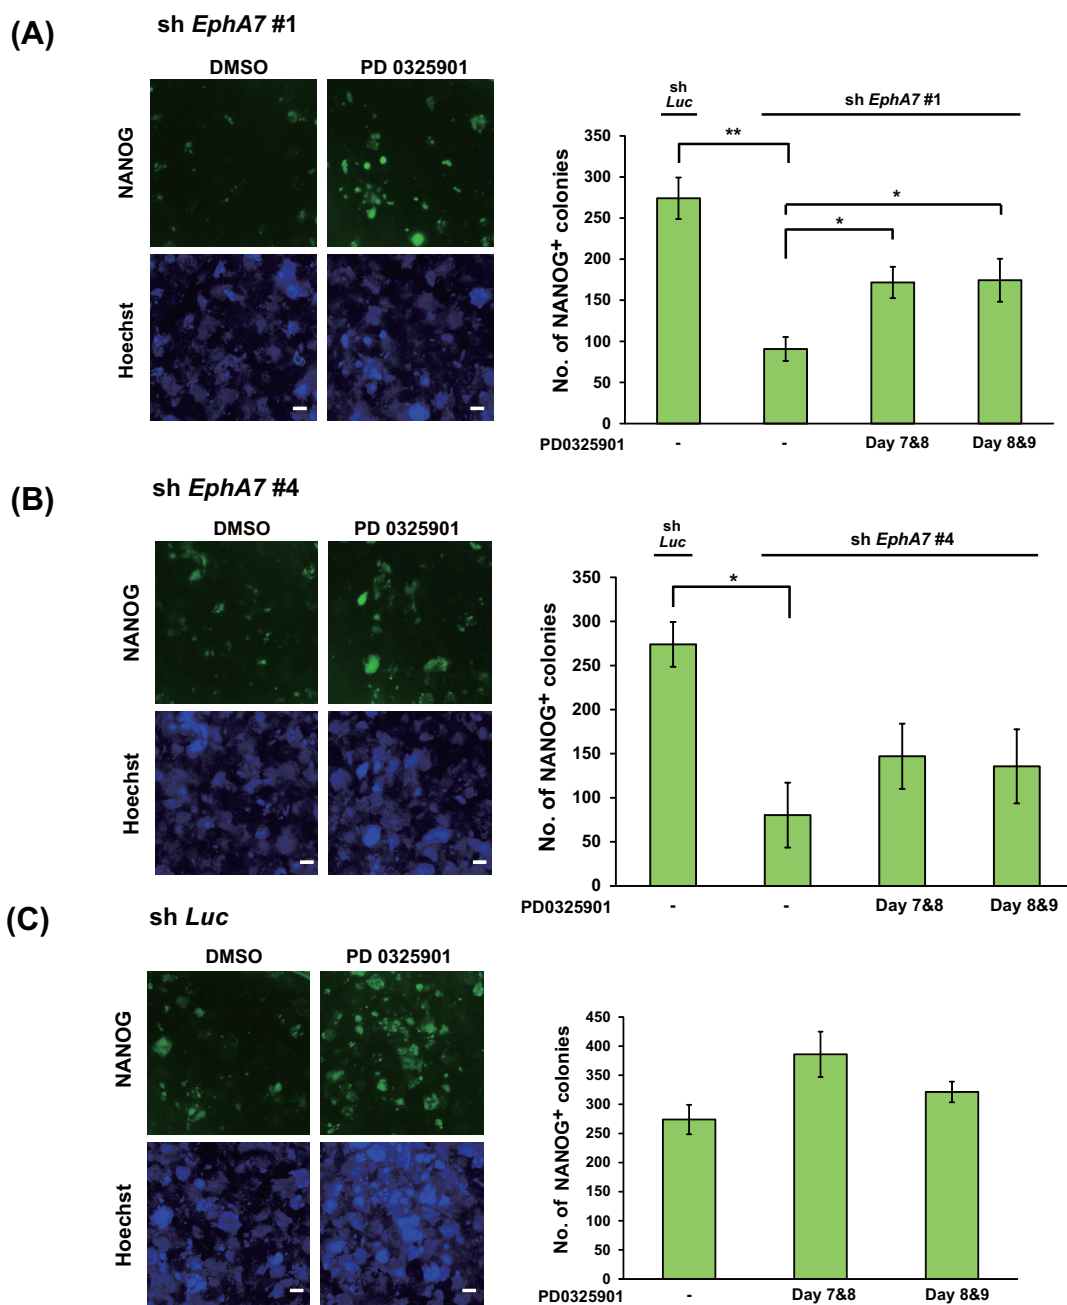 (A)
sh EphA7 #1
DMSO PD 0325901
NANOG
Hoechst
sh
Luc
sh EphA7 #1
No. of NANOG+ colonies
350
300
250
200
150
100
50
0
**
*
*
PD0325901 - - Day 7&8 Day 8&9
(B)
sh EphA7 #4
DMSO PD 0325901
NANOG
Hoechst
sh
Luc
sh EphA7 #4
No. of NANOG+ colonies
350
300
250
200
150
100
50
0
*
PD0325901 - - Day 7&8 Day 8&9
(C)
sh Luc
DMSO PD 0325901
NANOG
Hoechst
No. of NANOG+ colonies
450
400
350
300
250
200
150
100
50
0
PD0325901 - Day 7&8 Day 8&9